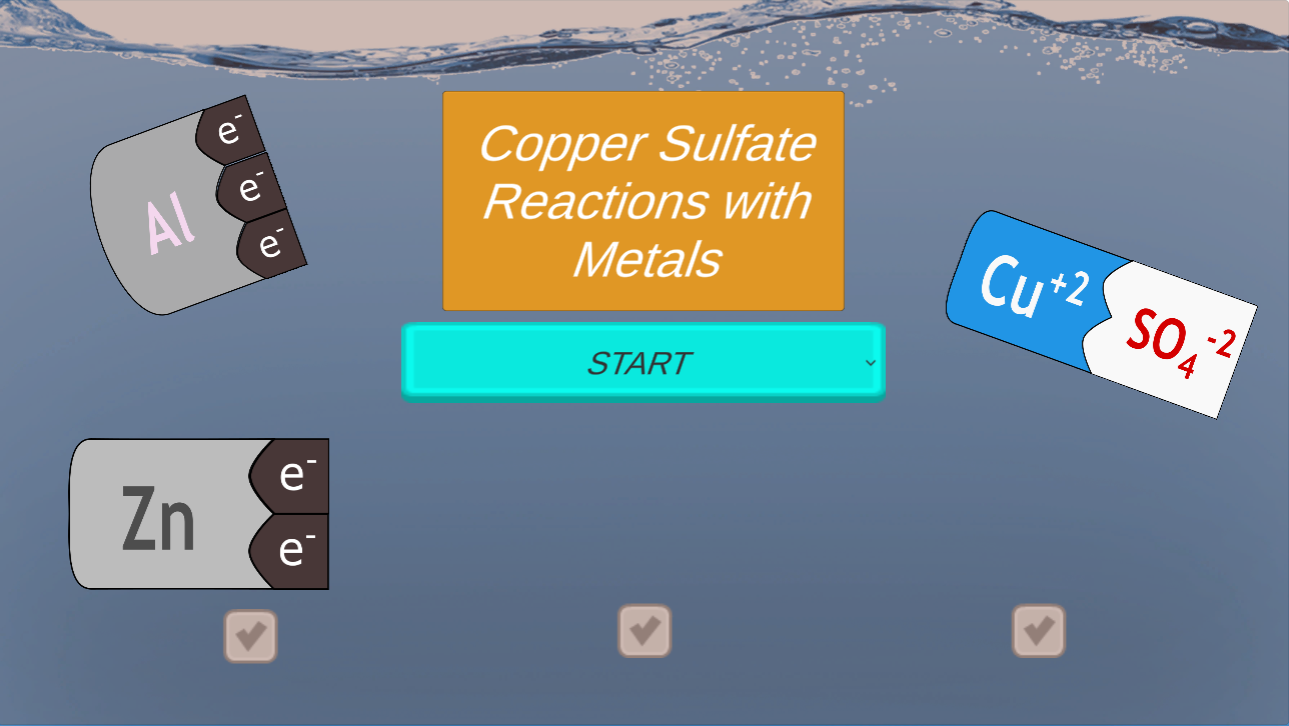 Copper Sulfate
Reactions with
Metals
START
Al
e⁻
e⁻
e⁻
Cu⁺² SO₄⁻²
Zn
e⁻
e⁻